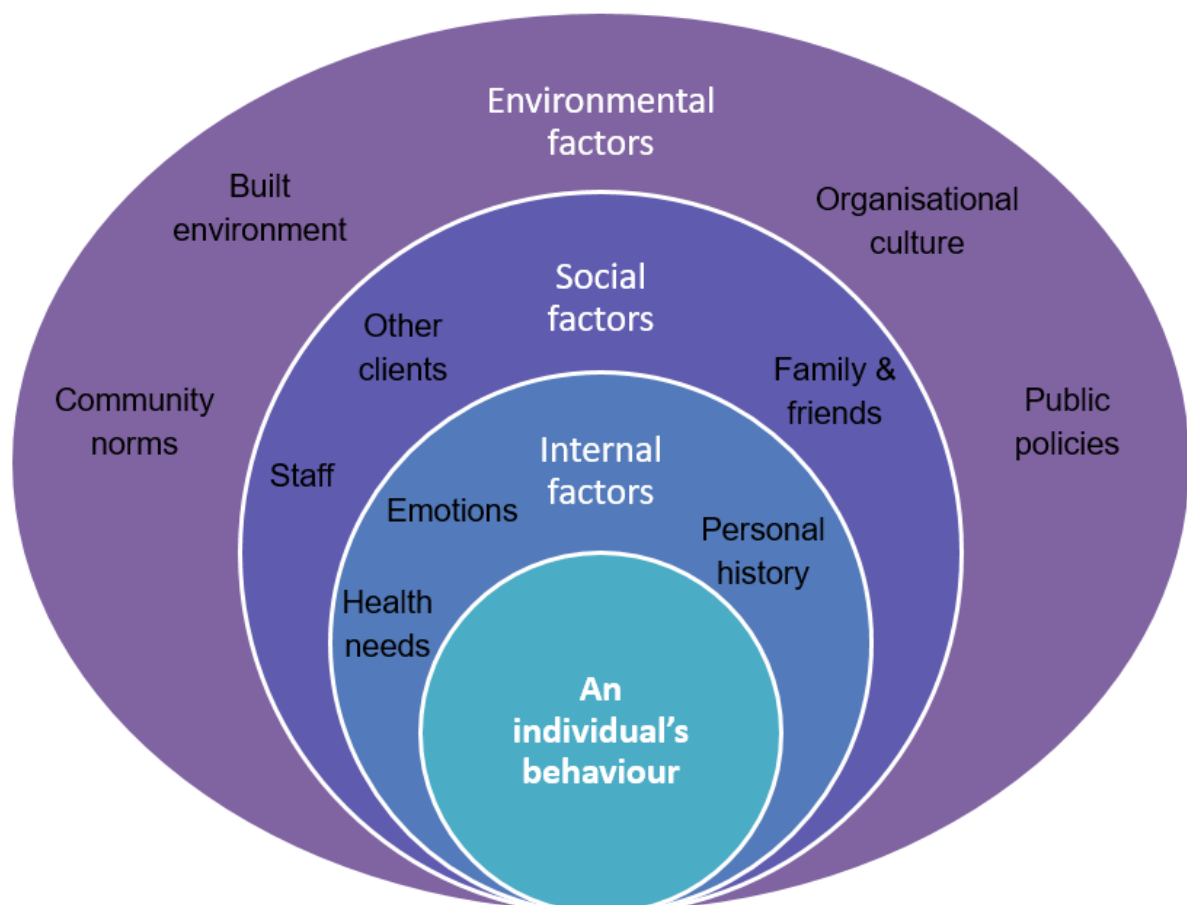 Environmental
factors
Built
environment
Organisational
culture
Community
norms
Public
policies
Social
factors
Other
clients
Family &
friends
Staff
Internal
factors
Emotions
Personal
history
Health
needs
An
individual’s
behaviour